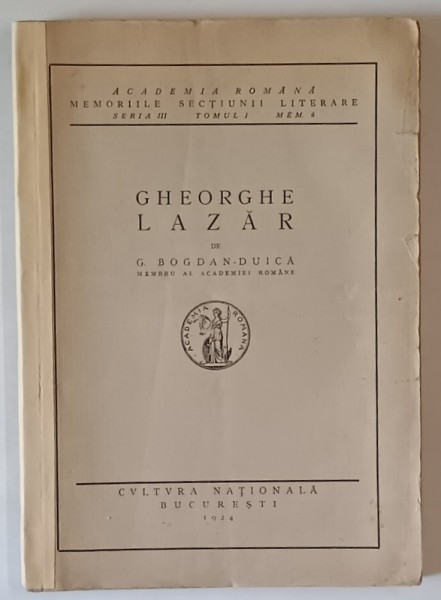 ACADEMIA ROMÂNĂ
MEMORIILE SECȚIUNII LITERARE
SERIA III TOMUL I MEM. 6
GHEORGHE
LAZĂR
DE
G. BOGDAN-DUICĂ
MEMBRU AL ACADEMIEI ROMÂNE
ACADEMIA ROMANA
CVLTVRA NAȚIONALĂ
BUCUREȘTI
1924